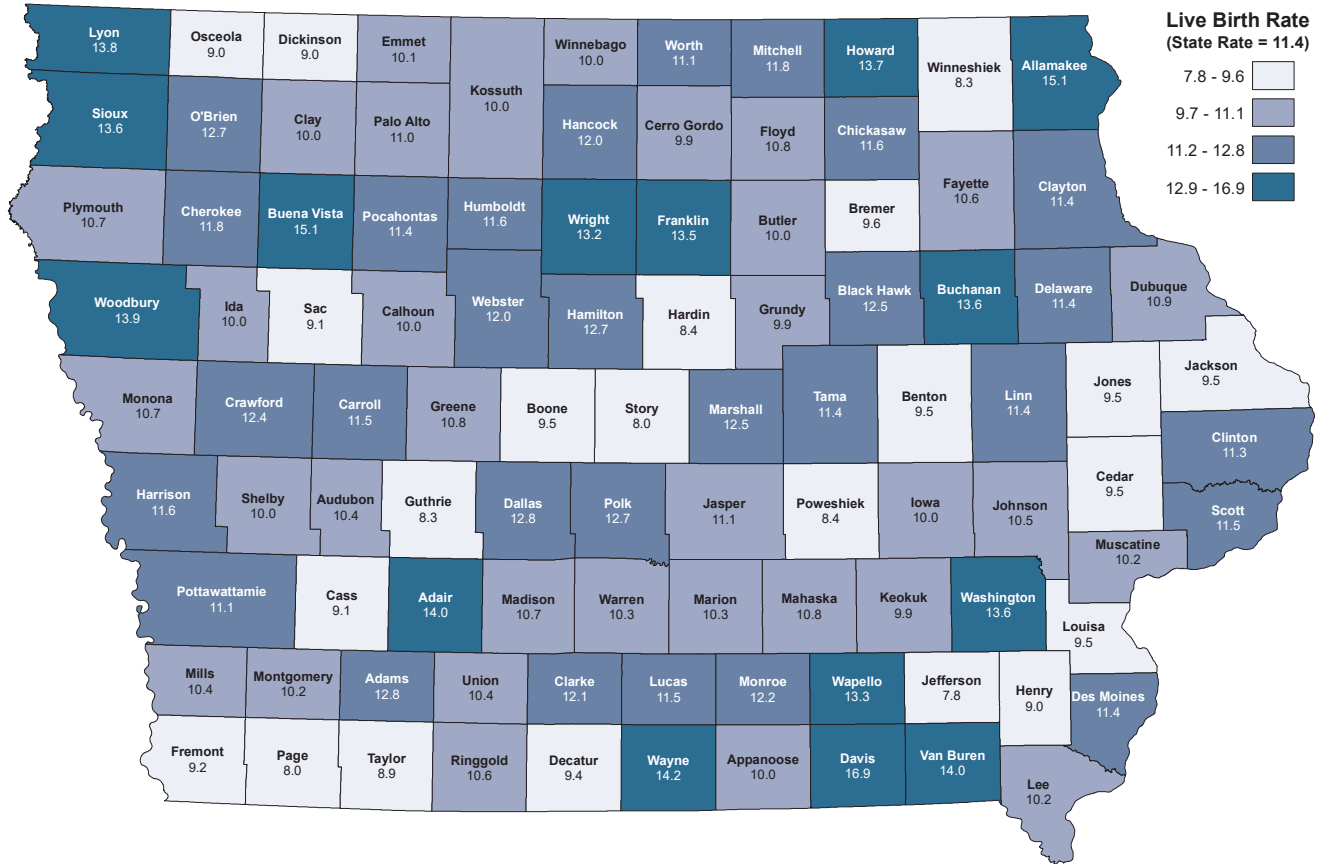 Live Birth Rate
(State Rate = 11.4)
7.8 - 9.6
9.7 - 11.1
11.2 - 12.8
12.9 - 16.9
Lyon
13.8
Osceola
9.0
Dickinson
9.0
Emmet
10.1
Kossuth
10.0
Winnebago
10.0
Worth
11.1
Mitchell
11.8
Howard
13.7
Winneshiek
8.3
Allamakee
15.1
Sioux
13.6
O'Brien
12.7
Clay
10.0
Palo Alto
11.0
Hancock
12.0
Cerro Gordo
9.9
Floyd
10.8
Chickasaw
11.6
Plymouth
10.7
Cherokee
11.8
Buena Vista
15.1
Pocahontas
11.4
Humboldt
11.6
Wright
13.2
Franklin
13.5
Butler
10.0
Bremer
9.6
Fayette
10.6
Clayton
11.4
Woodbury
13.9
Ida
10.0
Sac
9.1
Calhoun
10.0
Webster
12.0
Hamilton
12.7
Hardin
8.4
Grundy
9.9
Black Hawk
12.5
Buchanan
13.6
Delaware
11.4
Dubuque
10.9
Monona
10.7
Crawford
12.4
Carroll
11.5
Greene
10.8
Boone
9.5
Story
8.0
Marshall
12.5
Tama
11.4
Benton
9.5
Linn
11.4
Jones
9.5
Jackson
9.5
Clinton
11.3
Harrison
11.6
Shelby
10.0
Audubon
10.4
Guthrie
8.3
Dallas
12.8
Polk
12.7
Jasper
11.1
Poweshiek
8.4
Iowa
10.0
Johnson
10.5
Cedar
9.5
Scott
11.5
Muscatine
10.2
Pottawattamie
11.1
Cass
9.1
Adair
14.0
Madison
10.7
Warren
10.3
Marion
10.3
Mahaska
10.8
Keokuk
9.9
Washington
13.6
Louisa
9.5
Mills
10.4
Montgomery
10.2
Adams
12.8
Union
10.4
Clarke
12.1
Lucas
11.5
Monroe
12.2
Wapello
13.3
Jefferson
7.8
Henry
9.0
Des Moines
11.4
Fremont
9.2
Page
8.0
Taylor
8.9
Ringgold
10.6
Decatur
9.4
Wayne
14.2
Appanoose
10.0
Davis
16.9
Van Buren
14.0
Lee
10.2